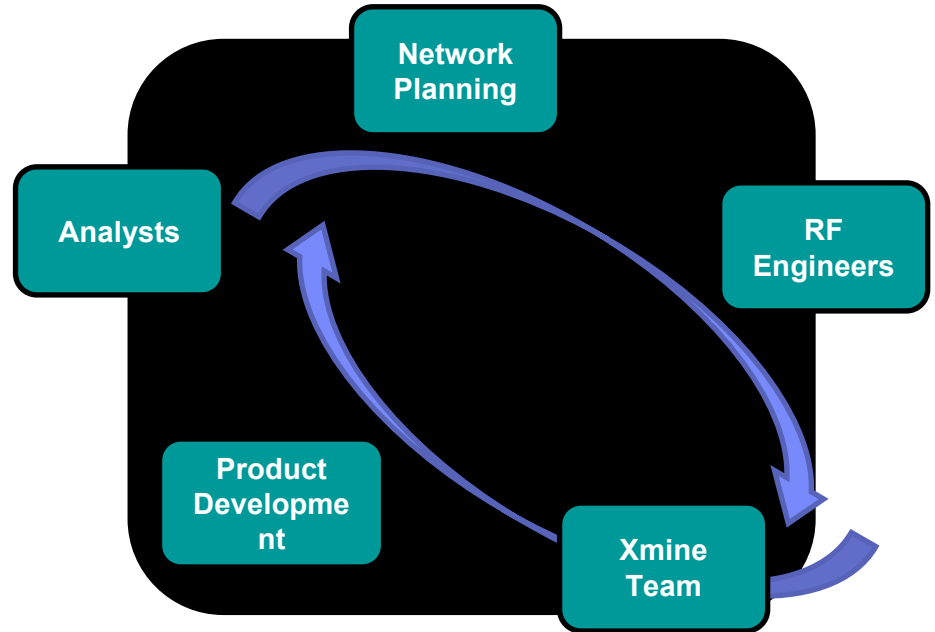 Network
Planning
Analysts
RF
Engineers
Product
Developme
nt
Xmine
Team